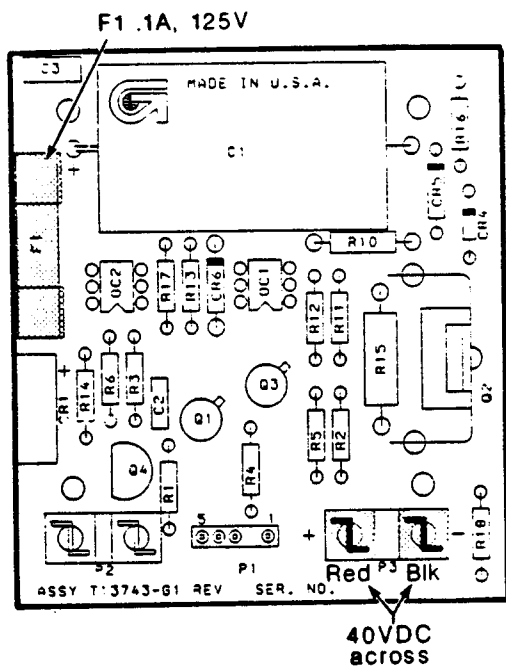 F1 .1A, 125V
C3
MADE IN U.S.A.
C1
R16
CR5
CR4
+
F1
R10
OC2
R17
R13
CR6
OC1
R12
R11
R15
Q2
+
CR1
R14
R6
R3
C2
Q1
Q3
R5
R2
Q4
R1
R4
5 1
+
-
R18
P2
P1
P3
Red Blk
ASSY T13743-G1 REV SER. NO.
40VDC
across